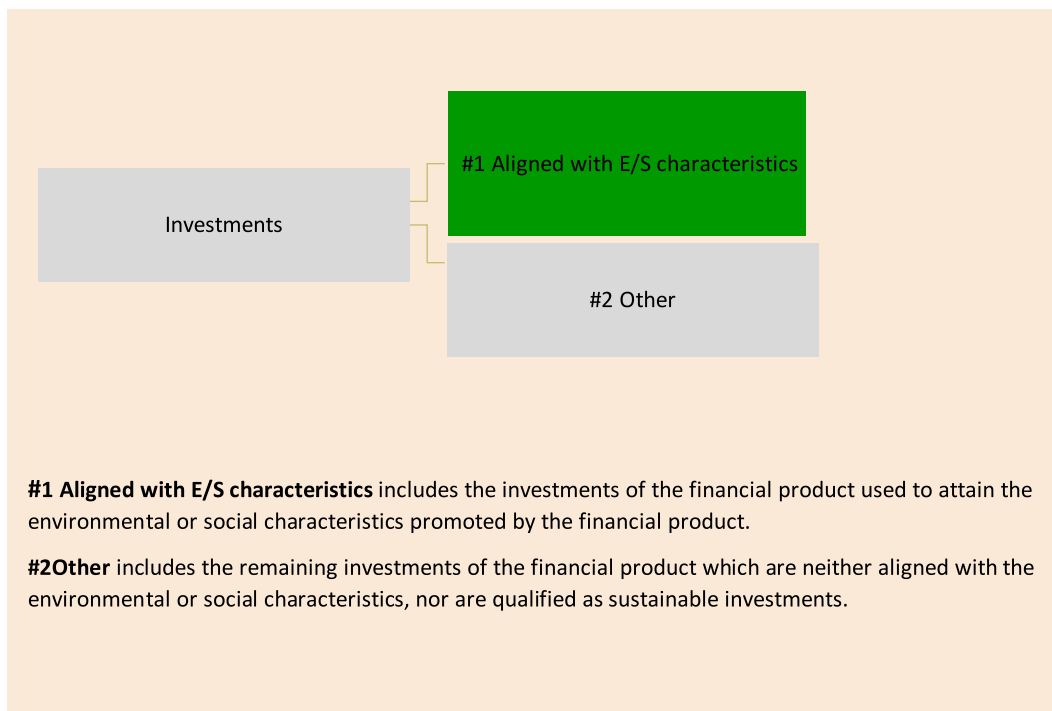 #1 Aligned with E/S characteristics
Investments
#2 Other
#1 Aligned with E/S characteristics includes the investments of the financial product used to attain the
environmental or social characteristics promoted by the financial product.
#2Other includes the remaining investments of the financial product which are neither aligned with the
environmental or social characteristics, nor are qualified as sustainable investments.